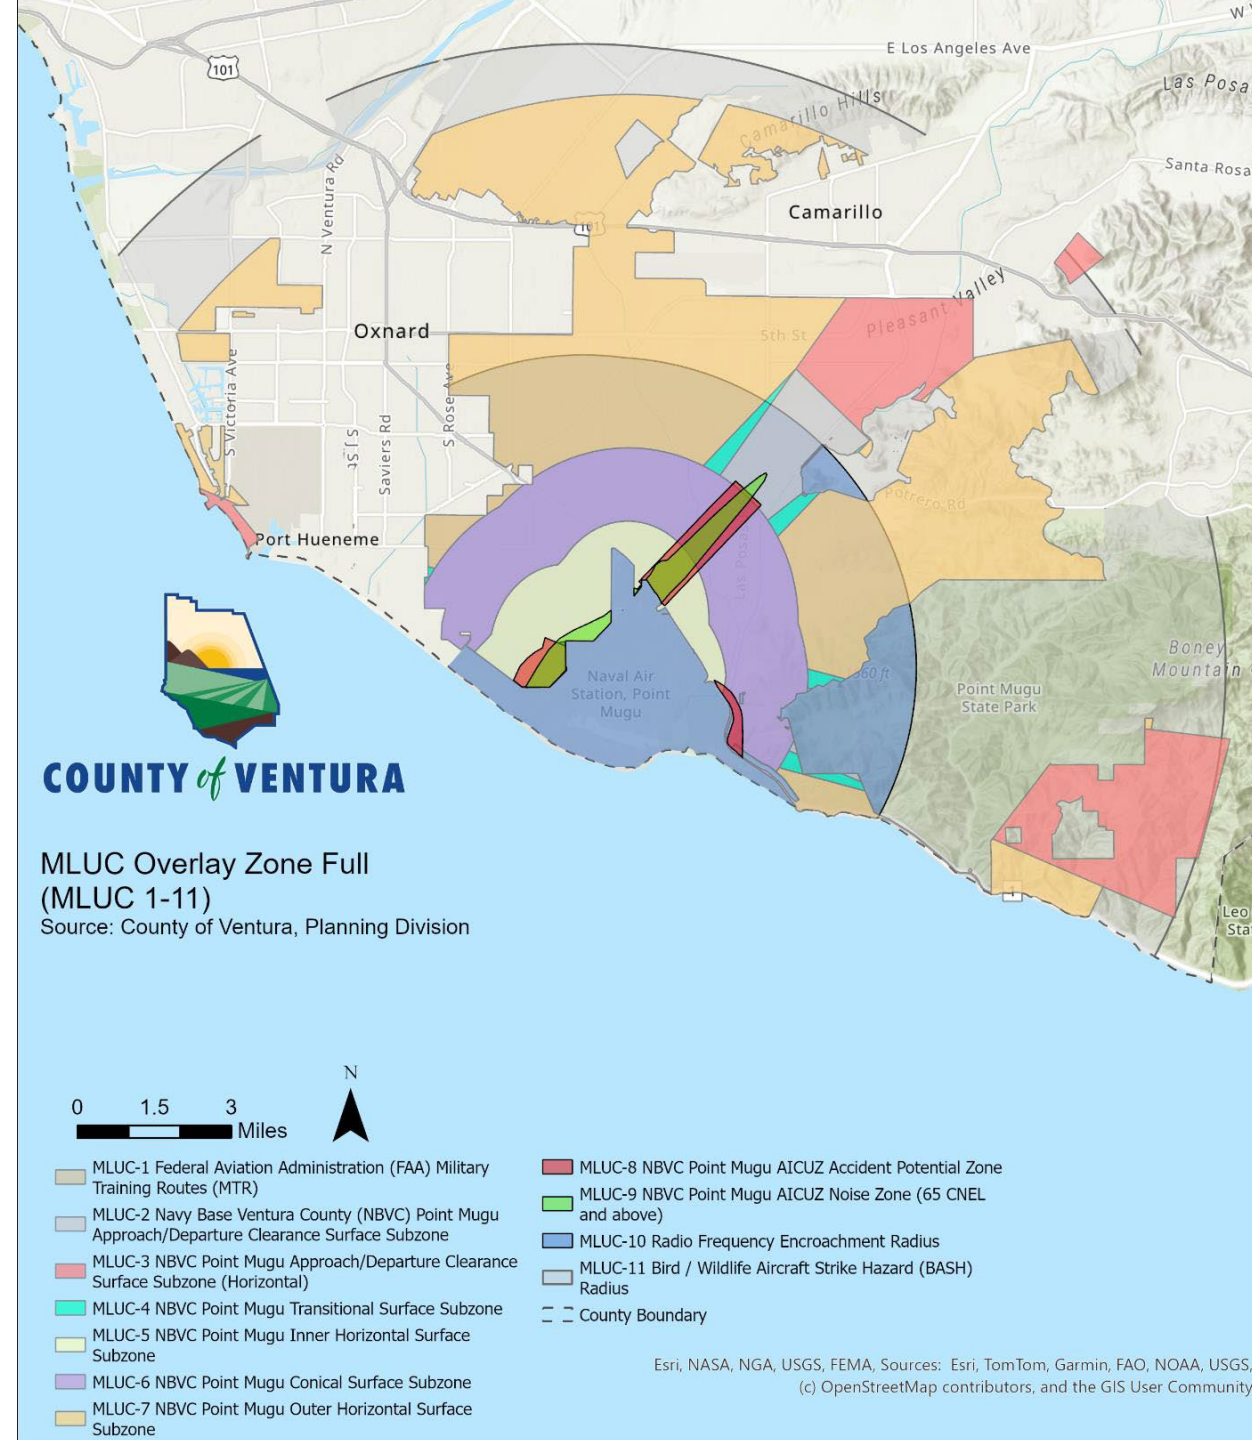 W
E Los Angeles Ave
101
Las Posa
Camarillo Hills
Santa Rosa
N Ventura Rd
Camarillo
101
Pleasant Valley
Oxnard
5th St
S Victoria Ave
S Rose Ave
S J St
Saviers Rd
Potrero Rd
Las Posa
Port Hueneme
Boney
Mountain
Naval Air
Station, Point
Mugu
60 ft
Point Mugu
State Park
COUNTY of VENTURA
MLUC Overlay Zone Full
(MLUC 1-11)
Source: County of Ventura, Planning Division
1
Leo
Sta
N
0 1.5 3
Miles
MLUC-1 Federal Aviation Administration (FAA) Military
Training Routes (MTR)
MLUC-2 Navy Base Ventura County (NBVC) Point Mugu
Approach/Departure Clearance Surface Subzone
MLUC-3 NBVC Point Mugu Approach/Departure Clearance
Surface Subzone (Horizontal)
MLUC-4 NBVC Point Mugu Transitional Surface Subzone
MLUC-5 NBVC Point Mugu Inner Horizontal Surface
Subzone
MLUC-6 NBVC Point Mugu Conical Surface Subzone
MLUC-7 NBVC Point Mugu Outer Horizontal Surface
Subzone
MLUC-8 NBVC Point Mugu AICUZ Accident Potential Zone
MLUC-9 NBVC Point Mugu AICUZ Noise Zone (65 CNEL
and above)
MLUC-10 Radio Frequency Encroachment Radius
MLUC-11 Bird / Wildlife Aircraft Strike Hazard (BASH)
Radius
County Boundary
Esri, NASA, NGA, USGS, FEMA, Sources: Esri, TomTom, Garmin, FAO, NOAA, USGS,
(c) OpenStreetMap contributors, and the GIS User Community